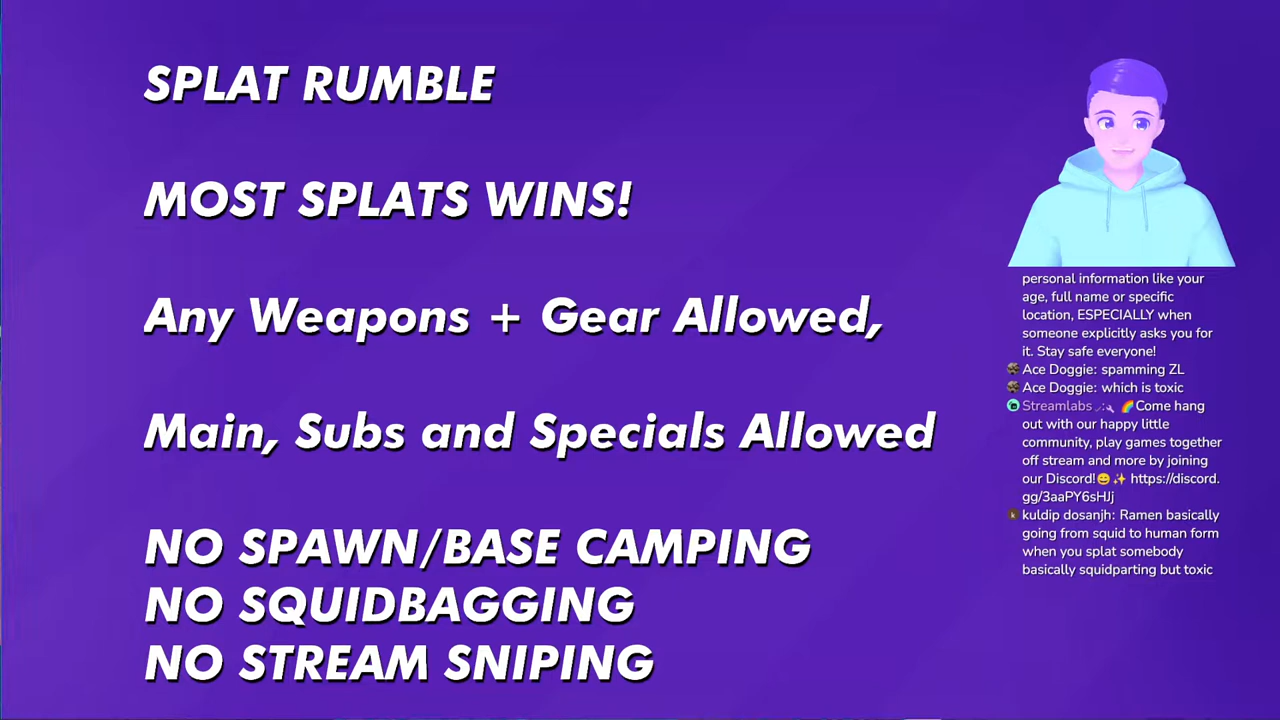 SPLAT RUMBLE
MOST SPLATS WINS!
Any Weapons + Gear Allowed,
Main, Subs and Specials Allowed
NO SPAWN/BASE CAMPING
NO SQUIDBAGGING
NO STREAM SNIPING
personal information like your
age, full name or specific
location, ESPECIALLY when
someone explicitly asks you for
it. Stay safe everyone!
Ace Doggie: spamming ZL
Ace Doggie: which is toxic
Streamlabs 🌈Come hang
out with our happy little
community, play games together
off stream and more by joining
our Discord!😄✨ https://discord.
gg/3aaPY6sHJj
k kuldip dosanjh: Ramen basically
going from squid to human form
when you splat somebody
basically squidparting but toxic